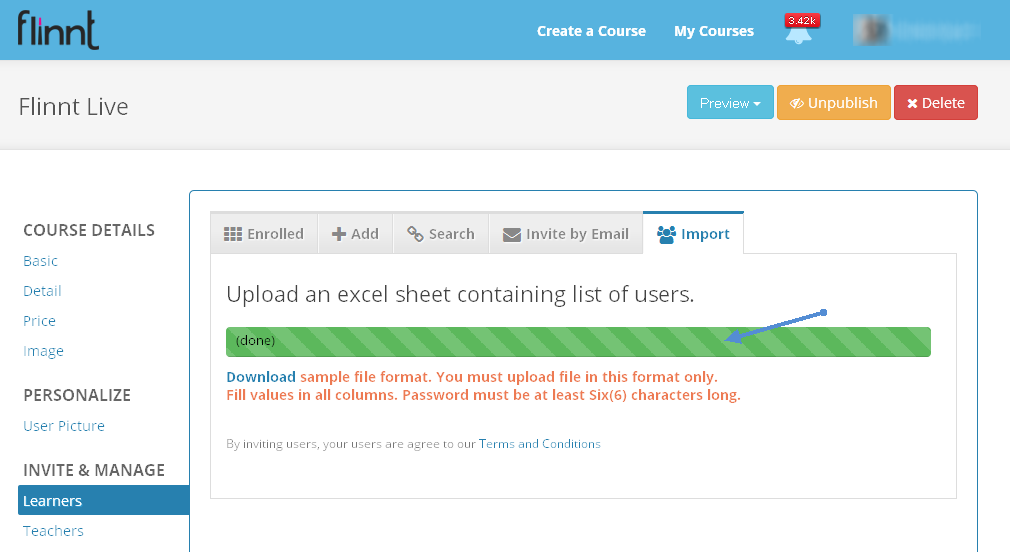 flinnt
Create a Course
My Courses
3.42k
Flinnt Live
Preview
Unpublish
Delete
COURSE DETAILS
Basic
Detail
Price
Image
PERSONALIZE
User Picture
INVITE & MANAGE
Learners
Teachers
Enrolled
Add
Search
Invite by Email
Import
Upload an excel sheet containing list of users.
(done)
Download sample file format. You must upload file in this format only.
Fill values in all columns. Password must be at least Six(6) characters long.
By inviting users, your users are agree to our Terms and Conditions